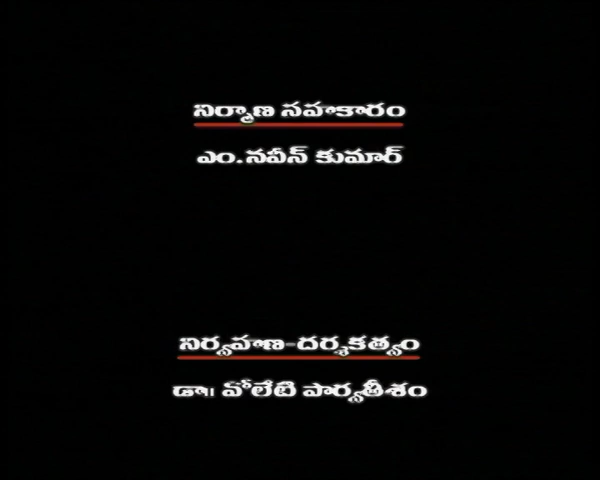 నిర్మాణ సహకారం
ఎం.నవీన్ కుమార్
నిర్వహణ-దర్శకత్వం
డా॥ వోలేటి పార్వతీశం